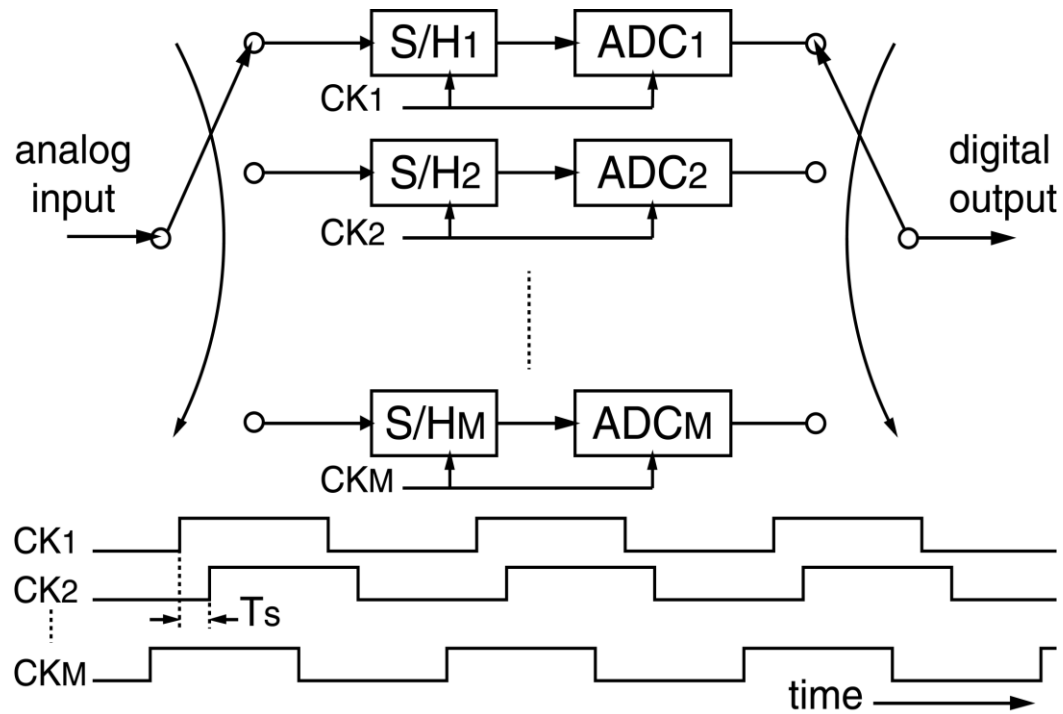 S/H1 ADC1
CK1
analog input
digital output
S/H2 ADC2
CK2
S/HM ADCM
CKM
CK1
CK2
Ts
CKM
time